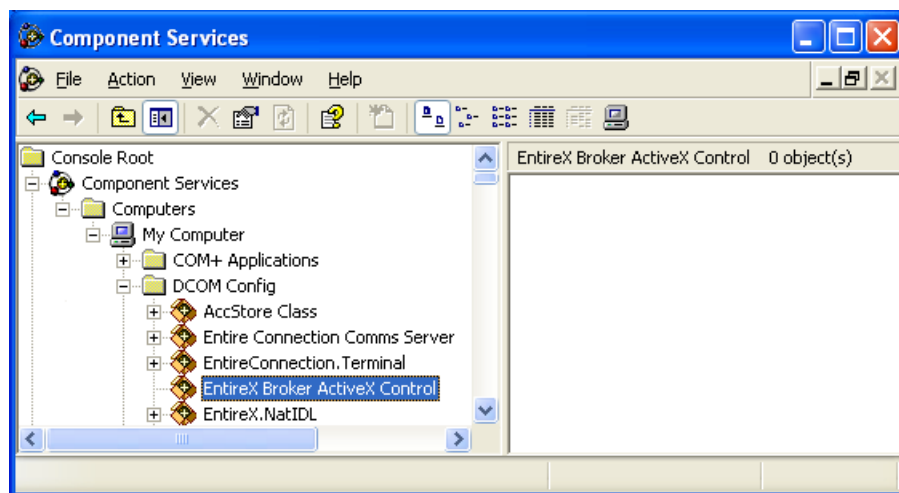 Component Services
File Action View Window Help
Console Root
EntireX Broker ActiveX Control 0 object(s)
Component Services
Computers
My Computer
COM+ Applications
DCOM Config
AccStore Class
Entire Connection Comms Server
EntireConnection.Terminal
EntireX Broker ActiveX Control
EntireX.NatIDL